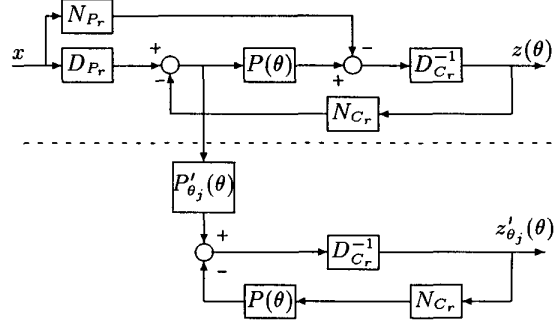 N_{P_r}
x
D_{P_r}
+
−
P(θ)
+
−
D_{C_r}^{-1}
z(θ)
N_{C_r}
P'_{θ_j}(θ)
+
−
D_{C_r}^{-1}
z'_{θ_j}(θ)
P(θ)
N_{C_r}